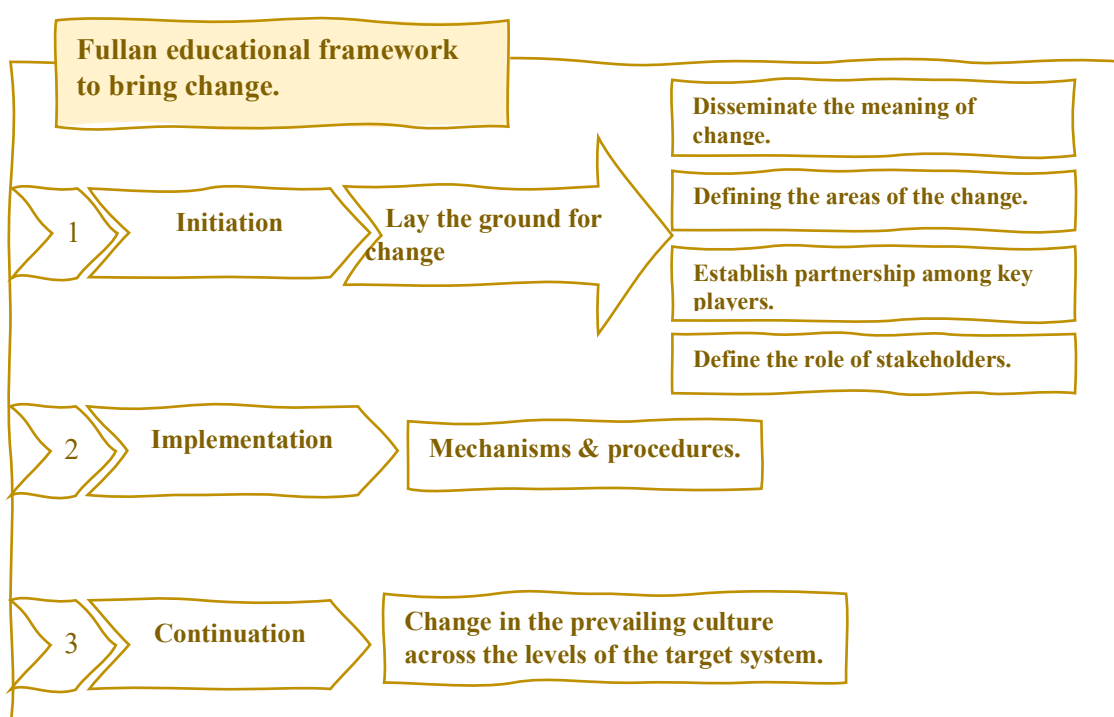 Fullan educational framework
to bring change.
Disseminate the meaning of
change.
Defining the areas of the change.
1
Initiation
Lay the ground for
change
Establish partnership among key
players.
Define the role of stakeholders.
2
Implementation
Mechanisms & procedures.
3
Continuation
Change in the prevailing culture
across the levels of the target system.